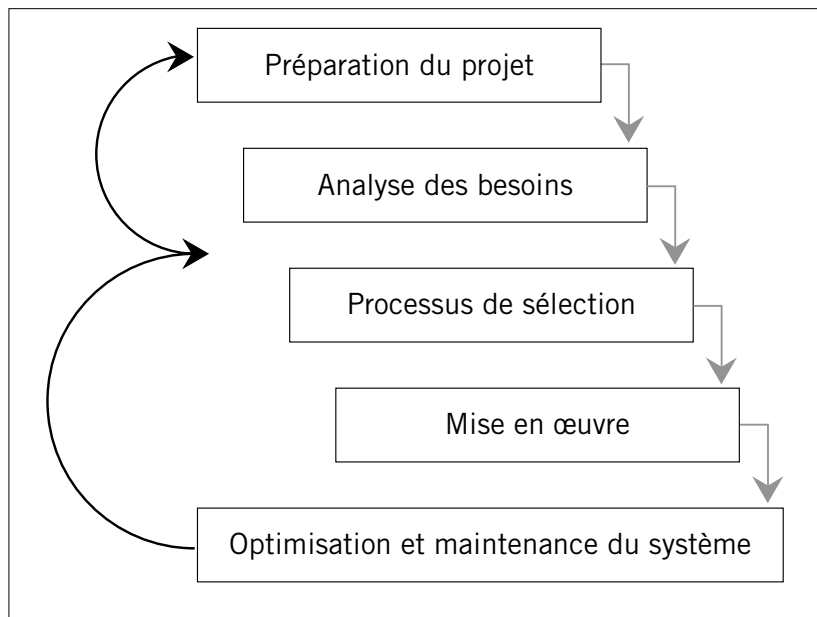 Préparation du projet
Analyse des besoins
Processus de sélection
Mise en œuvre
Optimisation et maintenance du système